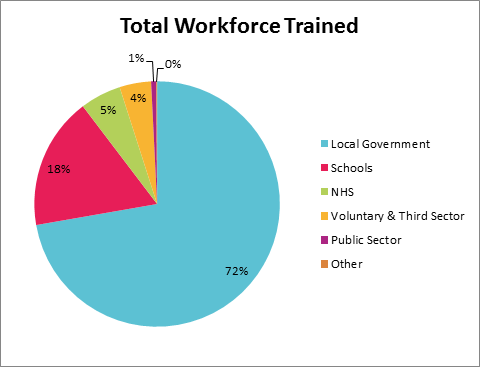 Total Workforce Trained
1%
0%
4%
5%
18%
72%
Local Government
Schools
NHS
Voluntary & Third Sector
Public Sector
Other